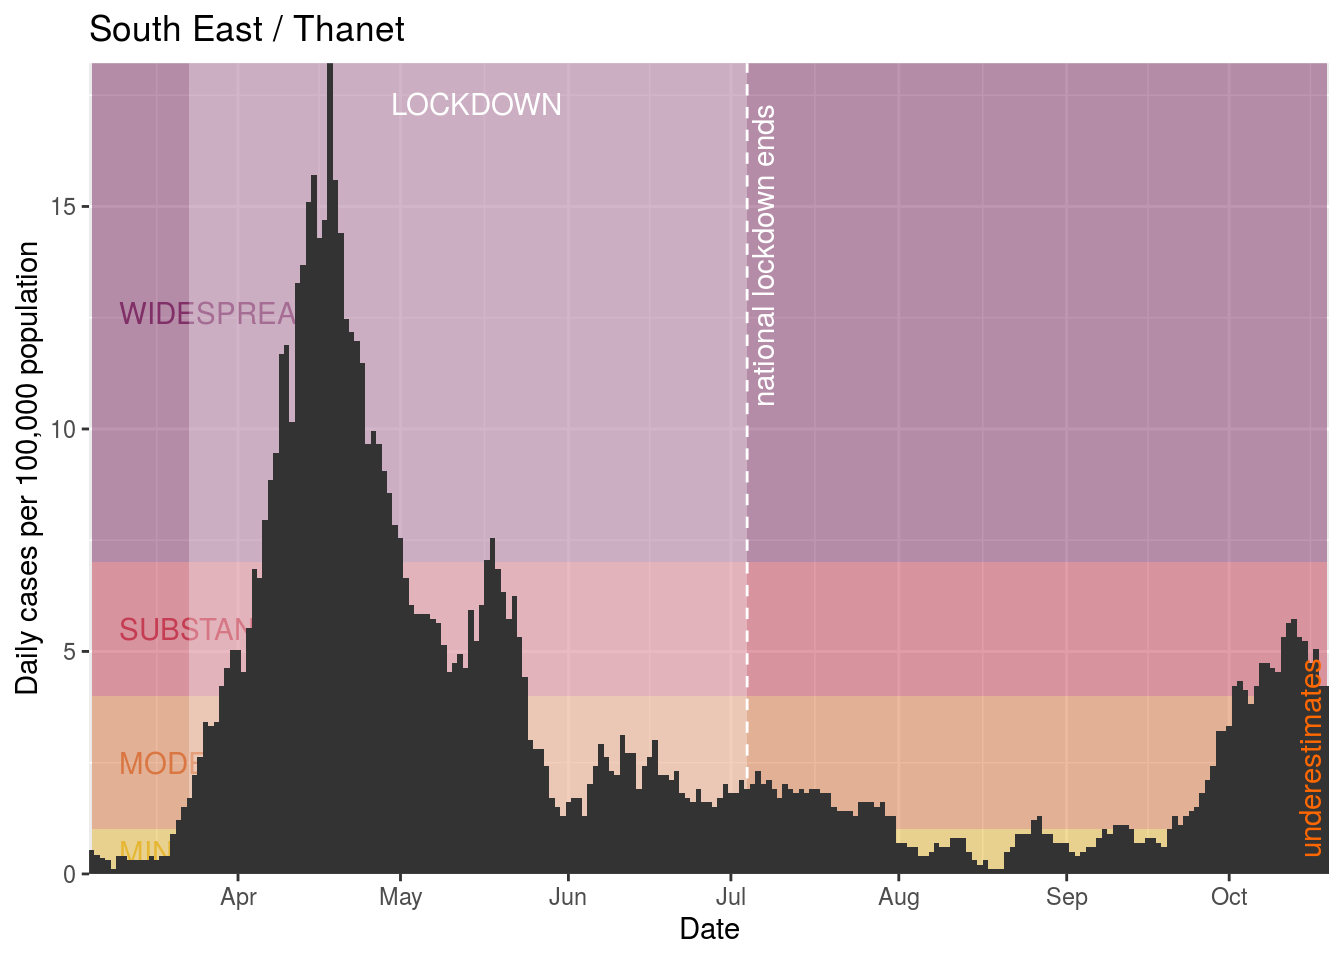 South East / Thanet
LOCKDOWN
national lockdown ends
WIDESPREA
SUBSTAN
MODE
MIN
underestimates
Daily cases per 100,000 population
15
10
5
0
Apr May Jun Jul Aug Sep Oct
Date